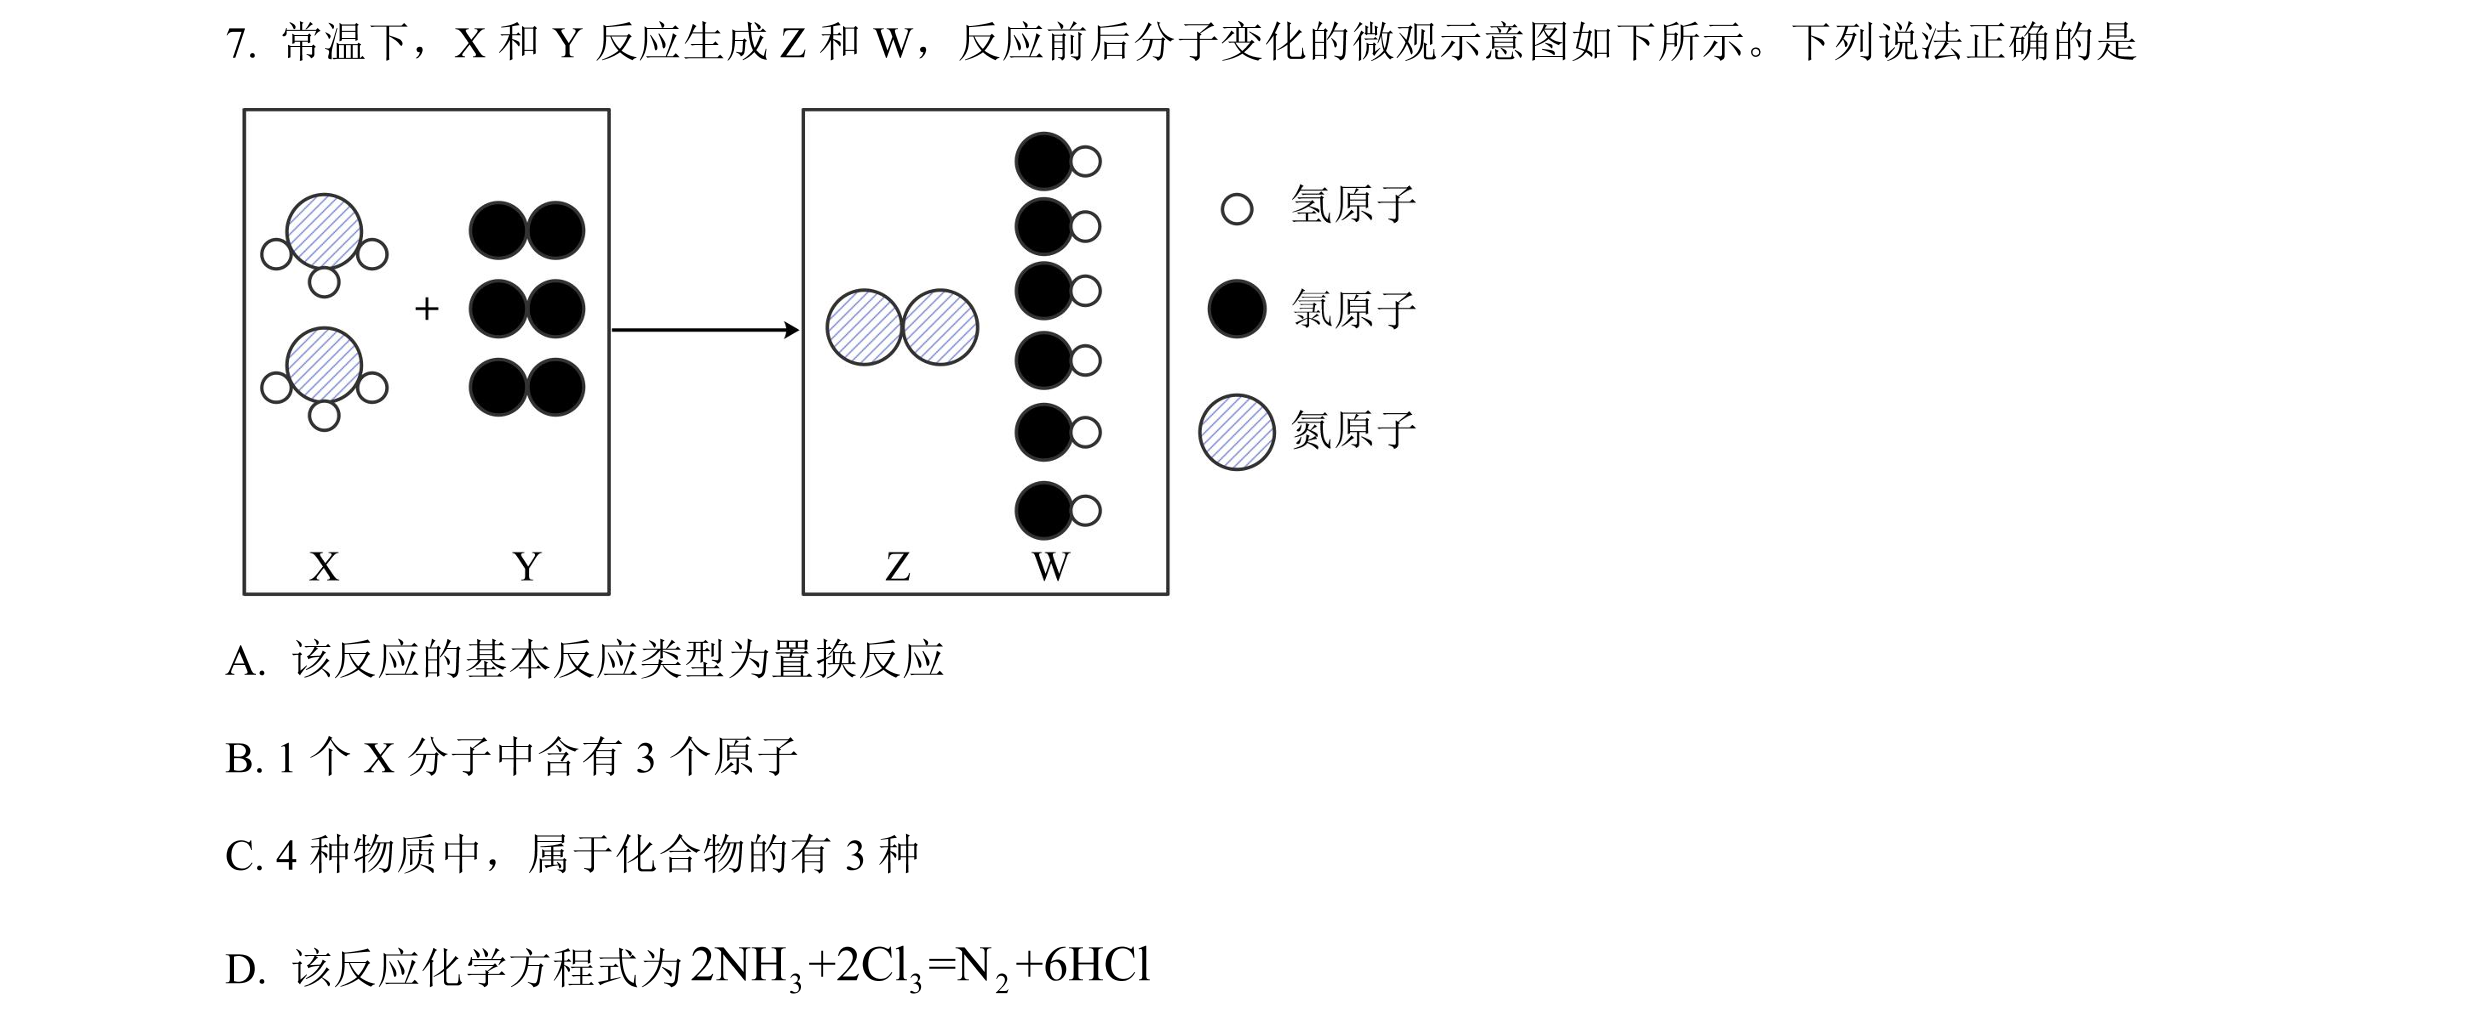 7. 常温下，X 和 Y 反应生成 Z 和 W，反应前后分子变化的微观示意图如下所示。下列说法正确的是
氢原子
+
氯原子
氮原子
X Y Z W
A. 该反应的基本反应类型为置换反应
B. 1 个 X 分子中含有 3 个原子
C. 4 种物质中，属于化合物的有 3 种
D. 该反应化学方程式为 2NH₃+2Cl₃=N₂+6HCl